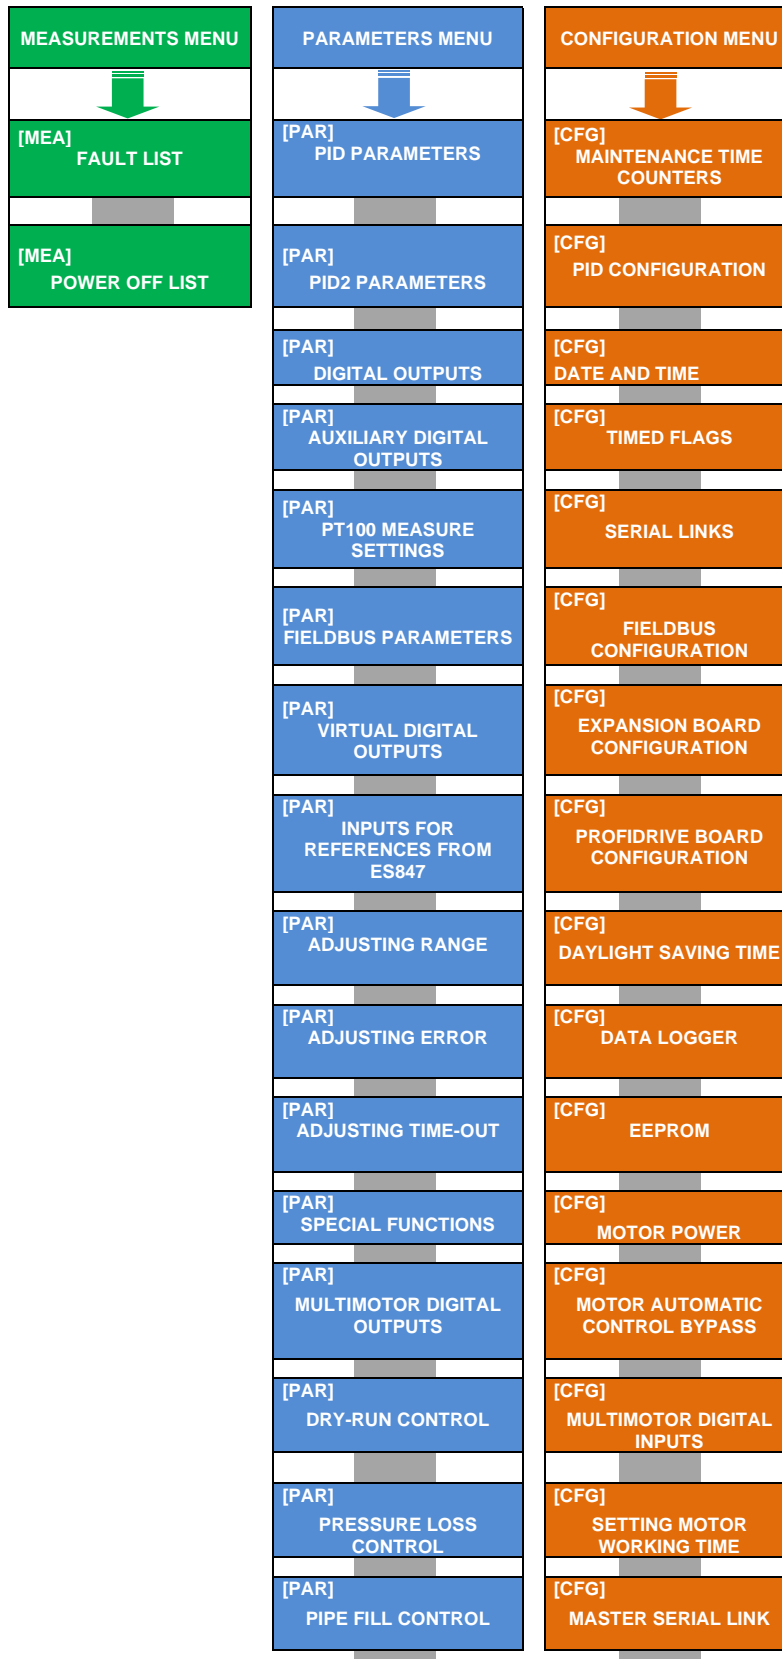 MEASUREMENTS MENU
[MEA]
FAULT LIST
[MEA]
POWER OFF LIST
PARAMETERS MENU
[PAR]
PID PARAMETERS
[PAR]
PID2 PARAMETERS
[PAR]
DIGITAL OUTPUTS
[PAR]
AUXILIARY DIGITAL
OUTPUTS
[PAR]
PT100 MEASURE
SETTINGS
[PAR]
FIELDBUS PARAMETERS
[PAR]
VIRTUAL DIGITAL
OUTPUTS
[PAR]
INPUTS FOR
REFERENCES FROM
ES847
[PAR]
ADJUSTING RANGE
[PAR]
ADJUSTING ERROR
[PAR]
ADJUSTING TIME-OUT
[PAR]
SPECIAL FUNCTIONS
[PAR]
MULTIMOTOR DIGITAL
OUTPUTS
[PAR]
DRY-RUN CONTROL
[PAR]
PRESSURE LOSS
CONTROL
[PAR]
PIPE FILL CONTROL
CONFIGURATION MENU
[CFG]
MAINTENANCE TIME
COUNTERS
[CFG]
PID CONFIGURATION
[CFG]
DATE AND TIME
[CFG]
TIMED FLAGS
[CFG]
SERIAL LINKS
[CFG]
FIELDBUS
CONFIGURATION
[CFG]
EXPANSION BOARD
CONFIGURATION
[CFG]
PROFIDRIVE BOARD
CONFIGURATION
[CFG]
DAYLIGHT SAVING TIME
[CFG]
DATA LOGGER
[CFG]
EEPROM
[CFG]
MOTOR POWER
[CFG]
MOTOR AUTOMATIC
CONTROL BYPASS
[CFG]
MULTIMOTOR DIGITAL
INPUTS
[CFG]
SETTING MOTOR
WORKING TIME
[CFG]
MASTER SERIAL LINK